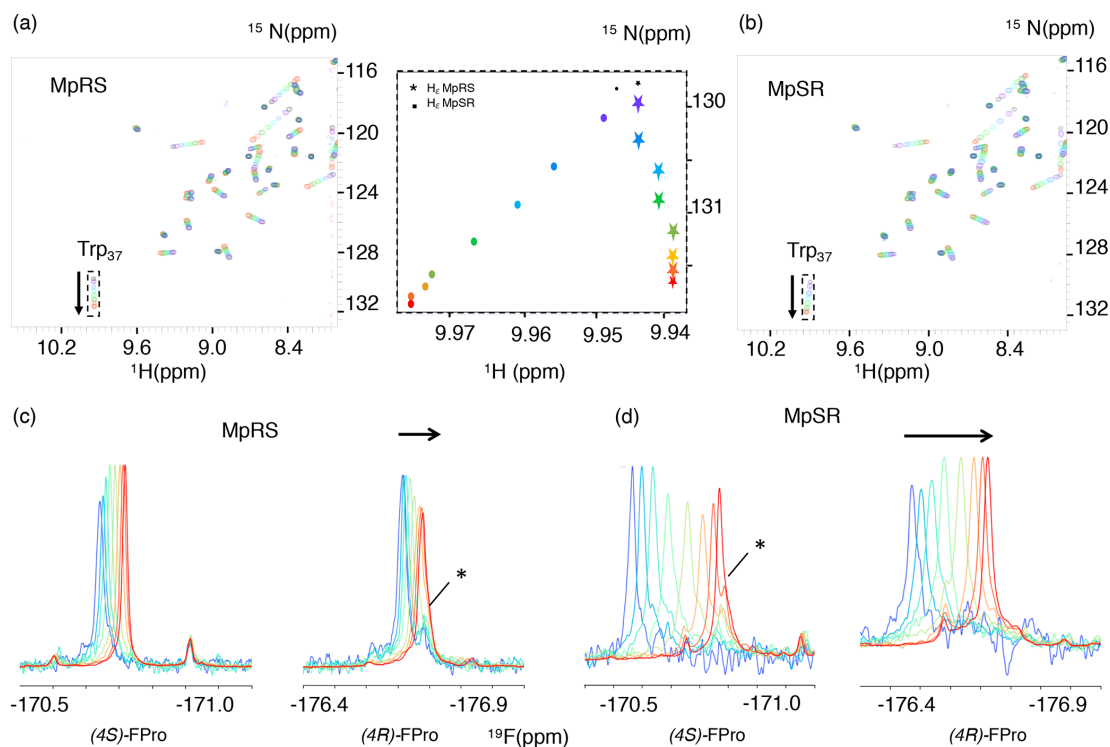 (a)
15 N(ppm)
MpRS
116
120
124
128
132
Trp37
10.2 9.6 9.0 8.4
1H(ppm)
* Hε MpRS
▪ Hε MpSR
15 N(ppm)
130
131
9.97 9.96 9.95 9.94
1H (ppm)
(b)
15 N(ppm)
MpSR
116
120
124
128
132
Trp37
10.2 9.6 9.0 8.4
1H(ppm)
(c)
MpRS
*
-170.5 -171.0
(4S)-FPro
-176.4 -176.9
(4R)-FPro
19F(ppm)
(d)
MpSR
*
-170.5 -171.0
(4S)-FPro
-176.4 -176.9
(4R)-FPro